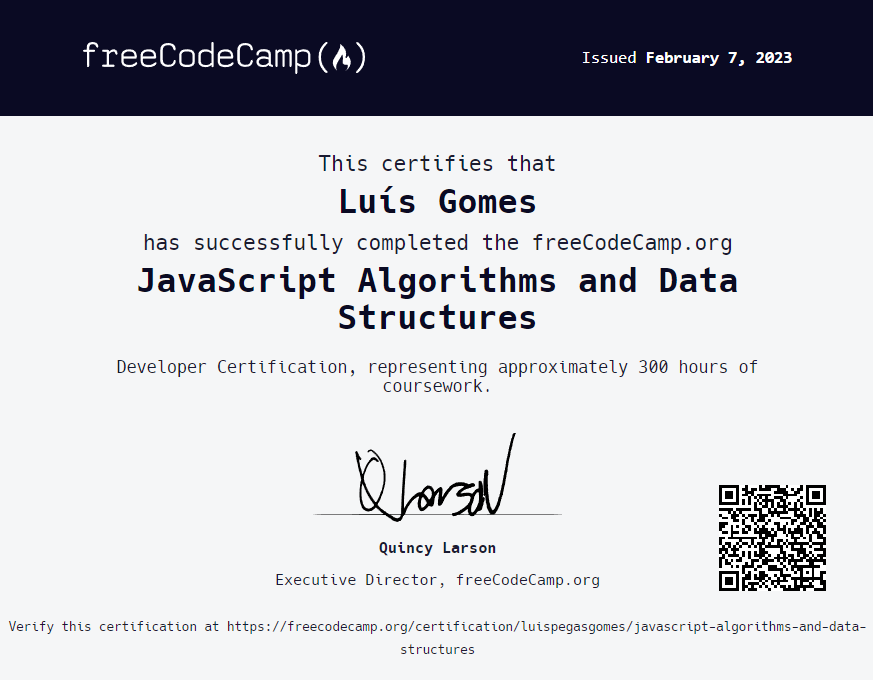 freeCodeCamp(🔥)
Issued February 7, 2023
This certifies that
Luís Gomes
has successfully completed the freeCodeCamp.org
JavaScript Algorithms and Data
Structures
Developer Certification, representing approximately 300 hours of
coursework.
Q Larson
Quincy Larson
Executive Director, freeCodeCamp.org
Verify this certification at https://freecodecamp.org/certification/luispegasgomes/javascript-algorithms-and-data-
structures